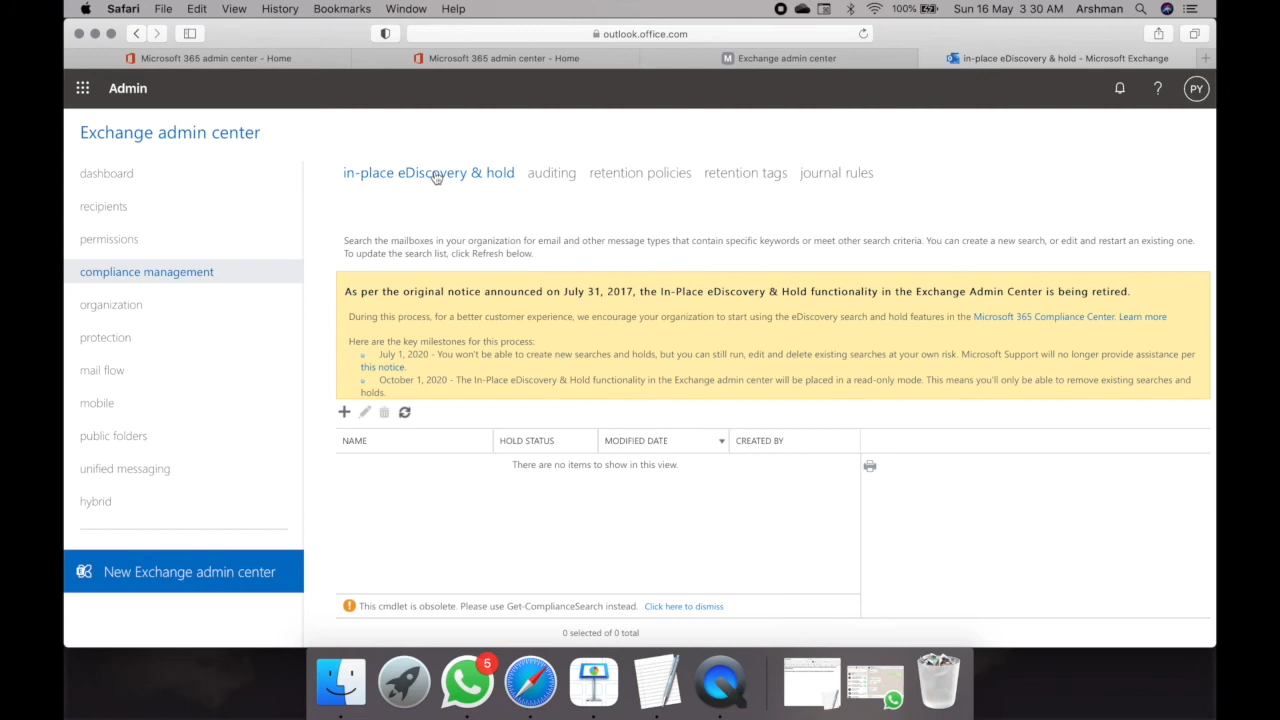 Safari File Edit View History Bookmarks Window Help 100% Sun 16 May 3 30 AM Arshman
outlook.office.com
Microsoft 365 admin center - Home
Microsoft 365 admin center - Home
M Exchange admin center
in-place eDiscovery & hold - Microsoft Exchange
Admin
? PY
Exchange admin center
dashboard
recipients
permissions
compliance management
organization
protection
mail flow
mobile
public folders
unified messaging
hybrid
New Exchange admin center
in-place eDiscovery & hold auditing retention policies retention tags journal rules
Search the mailboxes in your organization for email and other message types that contain specific keywords or meet other search criteria. You can create a new search, or edit and restart an existing one.
To update the search list, click Refresh below.
As per the original notice announced on July 31, 2017, the In-Place eDiscovery & Hold functionality in the Exchange Admin Center is being retired.
During this process, for a better customer experience, we encourage your organization to start using the eDiscovery search and hold features in the Microsoft 365 Compliance Center. Learn more
Here are the key milestones for this process:
July 1, 2020 - You won't be able to create new searches and holds, but you can still run, edit and delete existing searches at your own risk. Microsoft Support will no longer provide assistance per
this notice.
October 1, 2020 - The In-Place eDiscovery & Hold functionality in the Exchange admin center will be placed in a read-only mode. This means you'll only be able to remove existing searches and
holds.
NAME HOLD STATUS MODIFIED DATE CREATED BY
There are no items to show in this view.
This cmdlet is obsolete. Please use Get-ComplianceSearch instead. Click here to dismiss
0 selected of 0 total
5